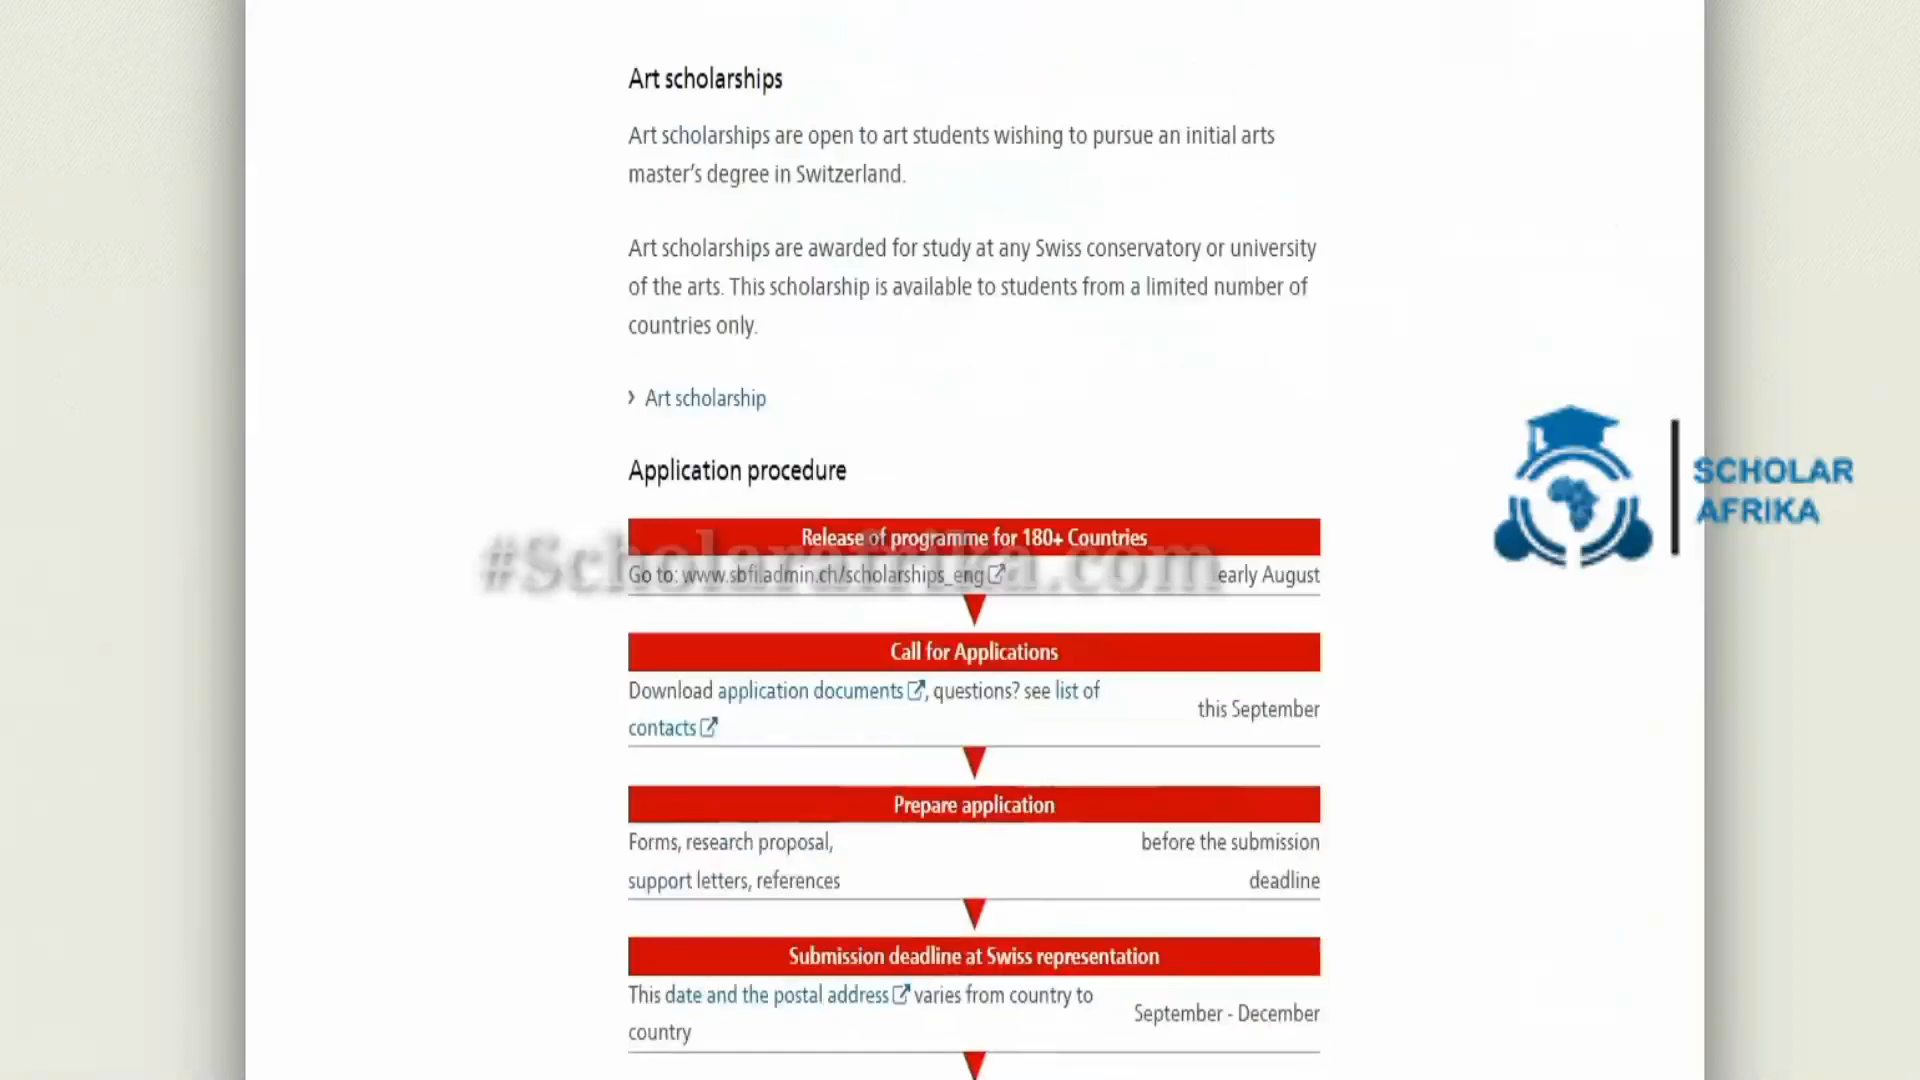 Art scholarships
Art scholarships are open to art students wishing to pursue an initial arts
master’s degree in Switzerland.
Art scholarships are awarded for study at any Swiss conservatory or university
of the arts. This scholarship is available to students from a limited number of
countries only.
› Art scholarship
Application procedure
SCHOLAR
AFRIKA
Release of programme for 180+ Countries
#Scholarafrika.com
Go to: www.sbfi.admin.ch/scholarships_eng early August
Call for Applications
Download application documents, questions? see list of
contacts
this September
Prepare application
Forms, research proposal,
support letters, references
before the submission
deadline
Submission deadline at Swiss representation
This date and the postal address varies from country to
country
September - December